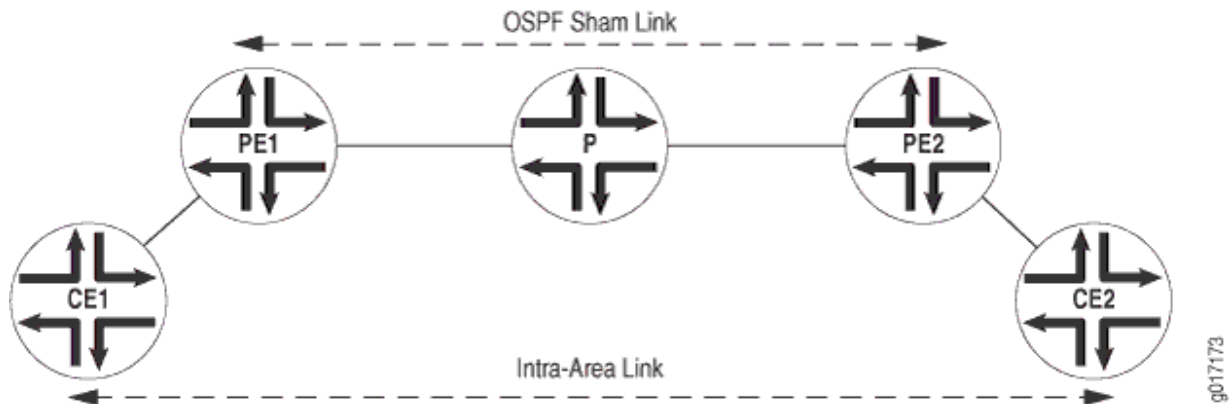 OSPF Sham Link
PE1
P
PE2
CE1
CE2
Intra-Area Link
g017173